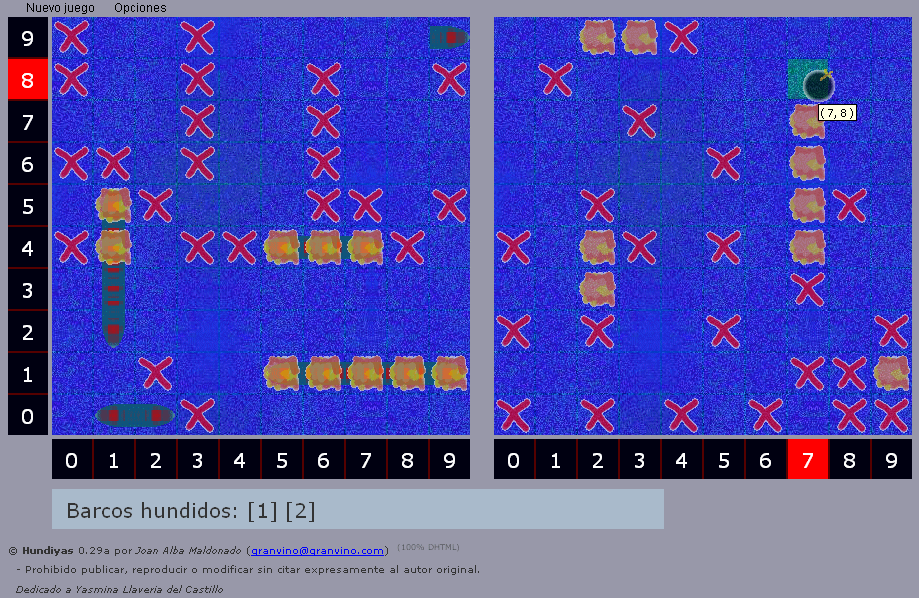 Nuevo juego Opciones
9
8
7
(7,8)
6
5
4
3
2
1
0
0 1 2 3 4 5 6 7 8 9 0 1 2 3 4 5 6 7 8 9
Barcos hundidos: [1] [2]
© Hundiyas 0.29a por Joan Alba Maldonado (granvino@granvino.com) (100% DHTML)
- Prohibido publicar, reproducir o modificar sin citar expresamente al autor original.
Dedicado a Yasmina Llaveria del Castillo